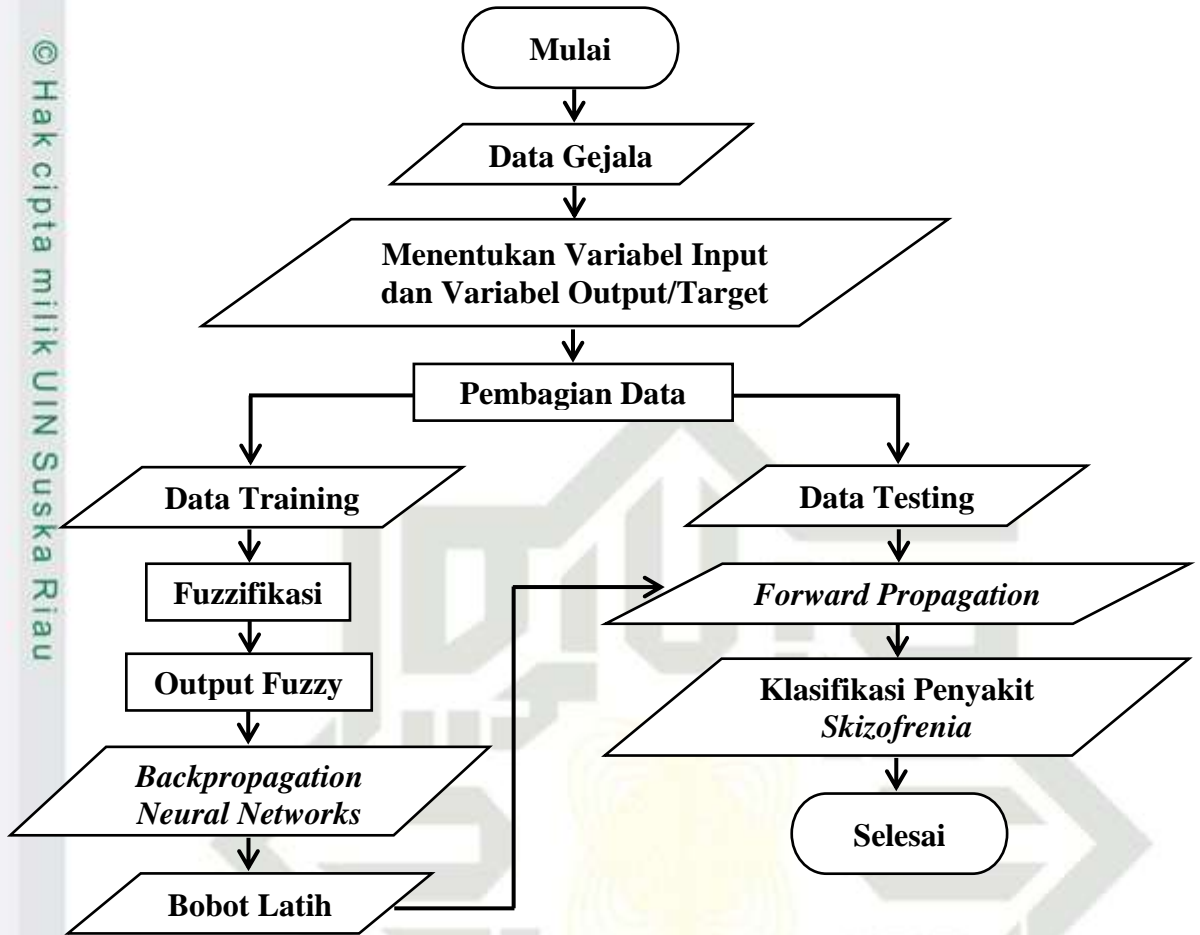 © Hak cipta milik UIN Suska Riau
Mulai
Data Gejala
Menentukan Variabel Input
dan Variabel Output/Target
Pembagian Data
Data Training
Fuzzifikasi
Output Fuzzy
Backpropagation
Neural Networks
Bobot Latih
Data Testing
Forward Propagation
Klasifikasi Penyakit
Skizofrenia
Selesai